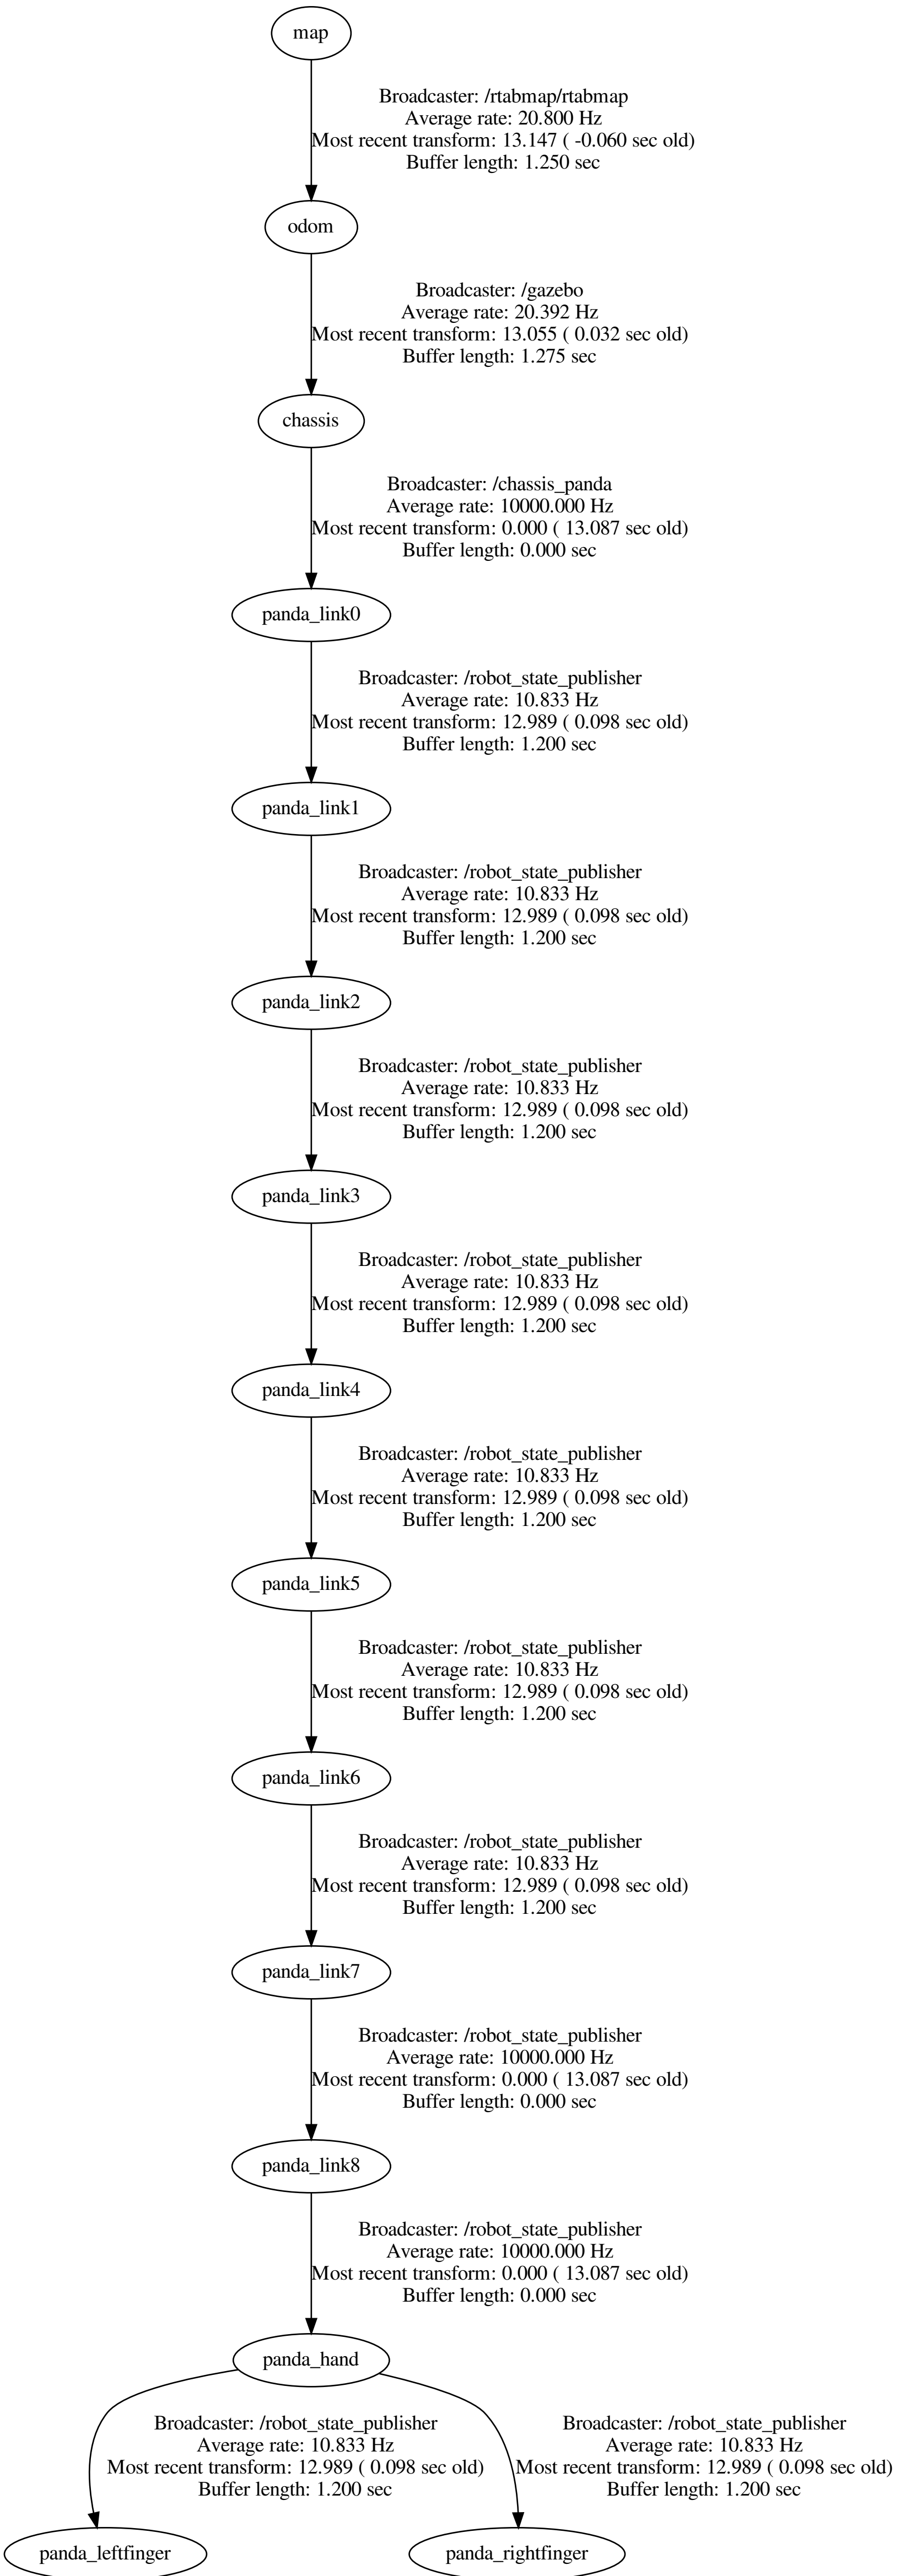 map
Broadcaster: /rtabmap/rtabmap
Average rate: 20.800 Hz
Most recent transform: 13.147 ( -0.060 sec old)
Buffer length: 1.250 sec
odom
Broadcaster: /gazebo
Average rate: 20.392 Hz
Most recent transform: 13.055 ( 0.032 sec old)
Buffer length: 1.275 sec
chassis
Broadcaster: /chassis_panda
Average rate: 10000.000 Hz
Most recent transform: 0.000 ( 13.087 sec old)
Buffer length: 0.000 sec
panda_link0
Broadcaster: /robot_state_publisher
Average rate: 10.833 Hz
Most recent transform: 12.989 ( 0.098 sec old)
Buffer length: 1.200 sec
panda_link1
Broadcaster: /robot_state_publisher
Average rate: 10.833 Hz
Most recent transform: 12.989 ( 0.098 sec old)
Buffer length: 1.200 sec
panda_link2
Broadcaster: /robot_state_publisher
Average rate: 10.833 Hz
Most recent transform: 12.989 ( 0.098 sec old)
Buffer length: 1.200 sec
panda_link3
Broadcaster: /robot_state_publisher
Average rate: 10.833 Hz
Most recent transform: 12.989 ( 0.098 sec old)
Buffer length: 1.200 sec
panda_link4
Broadcaster: /robot_state_publisher
Average rate: 10.833 Hz
Most recent transform: 12.989 ( 0.098 sec old)
Buffer length: 1.200 sec
panda_link5
Broadcaster: /robot_state_publisher
Average rate: 10.833 Hz
Most recent transform: 12.989 ( 0.098 sec old)
Buffer length: 1.200 sec
panda_link6
Broadcaster: /robot_state_publisher
Average rate: 10.833 Hz
Most recent transform: 12.989 ( 0.098 sec old)
Buffer length: 1.200 sec
panda_link7
Broadcaster: /robot_state_publisher
Average rate: 10000.000 Hz
Most recent transform: 0.000 ( 13.087 sec old)
Buffer length: 0.000 sec
panda_link8
Broadcaster: /robot_state_publisher
Average rate: 10000.000 Hz
Most recent transform: 0.000 ( 13.087 sec old)
Buffer length: 0.000 sec
panda_hand
Broadcaster: /robot_state_publisher
Average rate: 10.833 Hz
Most recent transform: 12.989 ( 0.098 sec old)
Buffer length: 1.200 sec
Broadcaster: /robot_state_publisher
Average rate: 10.833 Hz
Most recent transform: 12.989 ( 0.098 sec old)
Buffer length: 1.200 sec
panda_leftfinger
panda_rightfinger